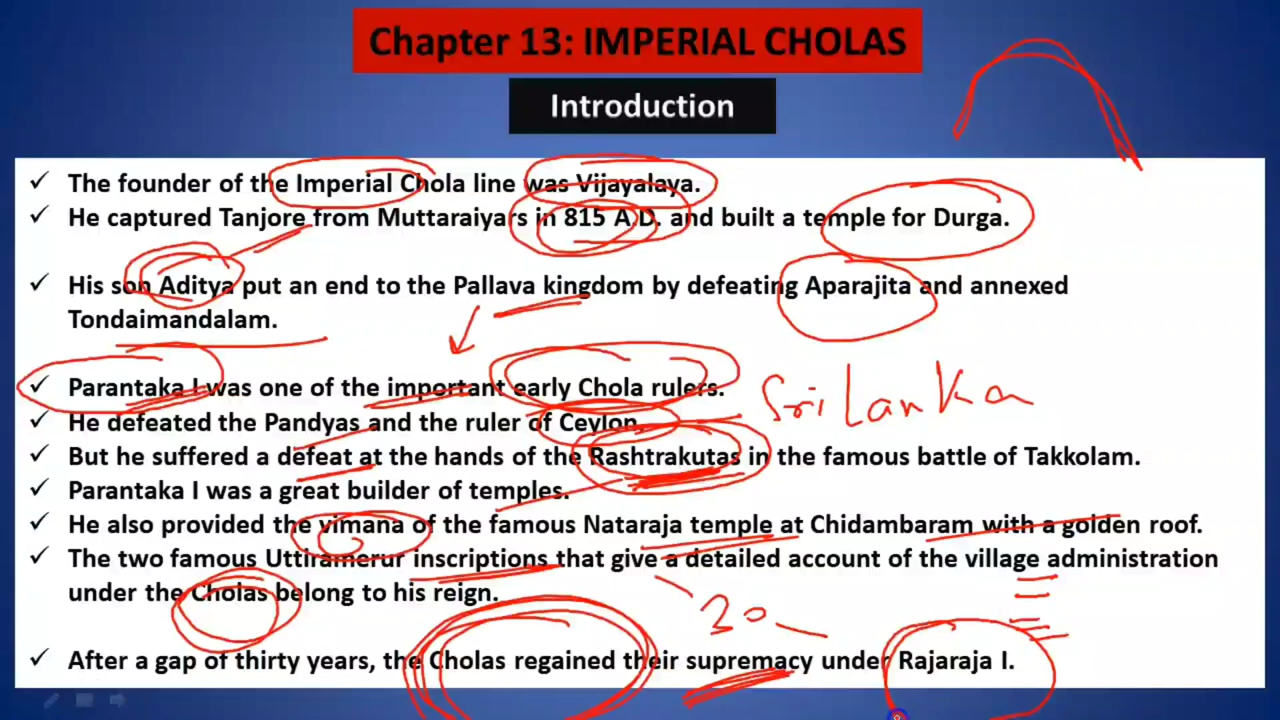 Chapter 13: IMPERIAL CHOLAS
Introduction
✓ The founder of the Imperial Chola line was Vijayalaya.
✓ He captured Tanjore from Muttaraiyars in 815 A.D. and built a temple for Durga.
✓ His son Aditya put an end to the Pallava kingdom by defeating Aparajita and annexed
Tondaimandalam.
✓ Parantaka I was one of the important early Chola rulers.
Sri Lanka
✓ He defeated the Pandyas and the ruler of Ceylon.
✓ But he suffered a defeat at the hands of the Rashtrakutas in the famous battle of Takkolam.
✓ Parantaka I was a great builder of temples.
✓ He also provided the vimana of the famous Nataraja temple at Chidambaram with a golden roof.
✓ The two famous Uttiramerur inscriptions that give a detailed account of the village administration
under the Cholas belong to his reign.
30
✓ After a gap of thirty years, the Cholas regained their supremacy under Rajaraja I.